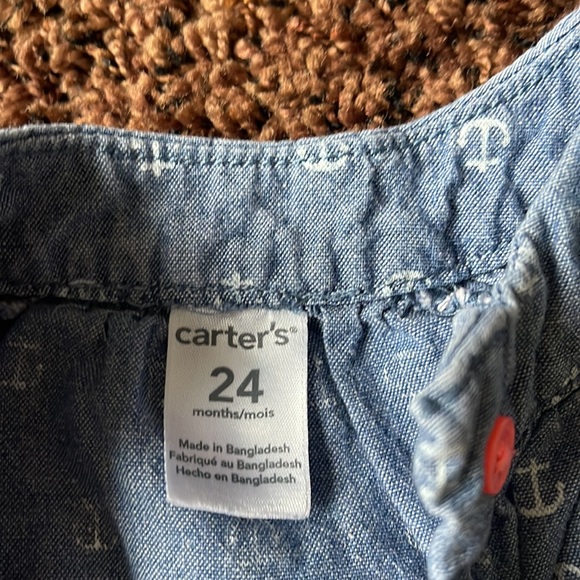 carter's®
24
months/mois
Made in Bangladesh
Fabriqué au Bangladesh
Hecho en Bangladesh